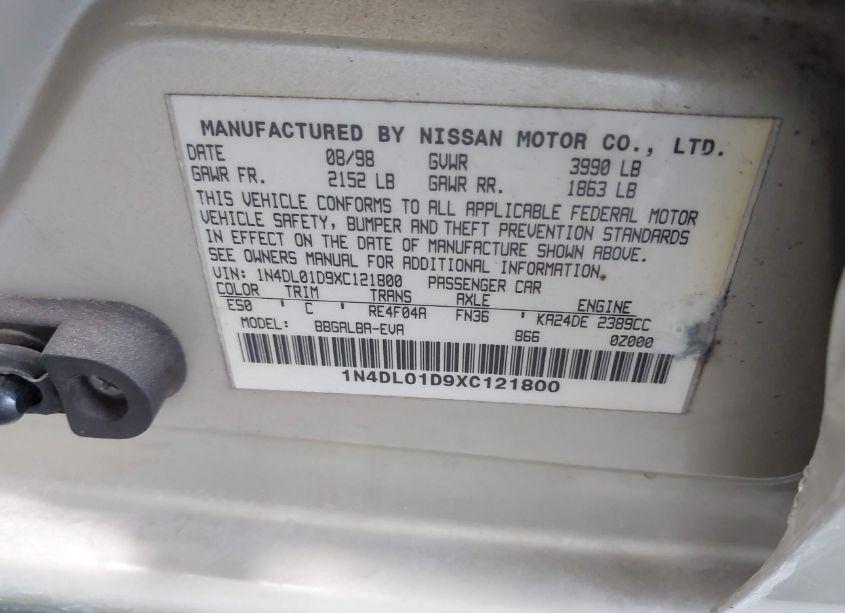 MANUFACTURED BY NISSAN MOTOR CO., LTD.
DATE 08/98 GVWR 3990 LB
GAWR FR. 2152 LB GAWR RR. 1863 LB
THIS VEHICLE CONFORMS TO ALL APPLICABLE FEDERAL MOTOR
VEHICLE SAFETY, BUMPER AND THEFT PREVENTION STANDARDS
IN EFFECT ON THE DATE OF MANUFACTURE SHOWN ABOVE.
SEE OWNERS MANUAL FOR ADDITIONAL INFORMATION.
VIN: 1N4DL01D9XC121800 PASSENGER CAR
COLOR TRIM TRANS AXLE ENGINE
ES0 ' C ' RE4F04A FN36 ' KA24DE 2389CC
MODEL: BBGALBA-EVA 866 0Z000
1N4DL01D9XC121800